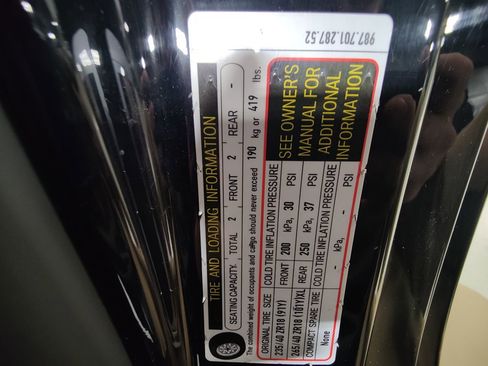 987.701.287.52
TIRE AND LOADING INFORMATION
SEATING CAPACITY: TOTAL 2 FRONT 2 REAR -
The combined weight of occupants and cargo should never exceed 190 kg or 419 lbs.
ORIGINAL TIRE SIZE COLD TIRE INFLATION PRESSURE
235/40 ZR18 (91Y) FRONT 200 kPa, 30 PSI
265/40 ZR18 (101Y)XL REAR 250 kPa, 37 PSI
COMPACT SPARE TIRE COLD TIRE INFLATION PRESSURE
None - kPa, - PSI
SEE OWNER'S
MANUAL FOR
ADDITIONAL
INFORMATION